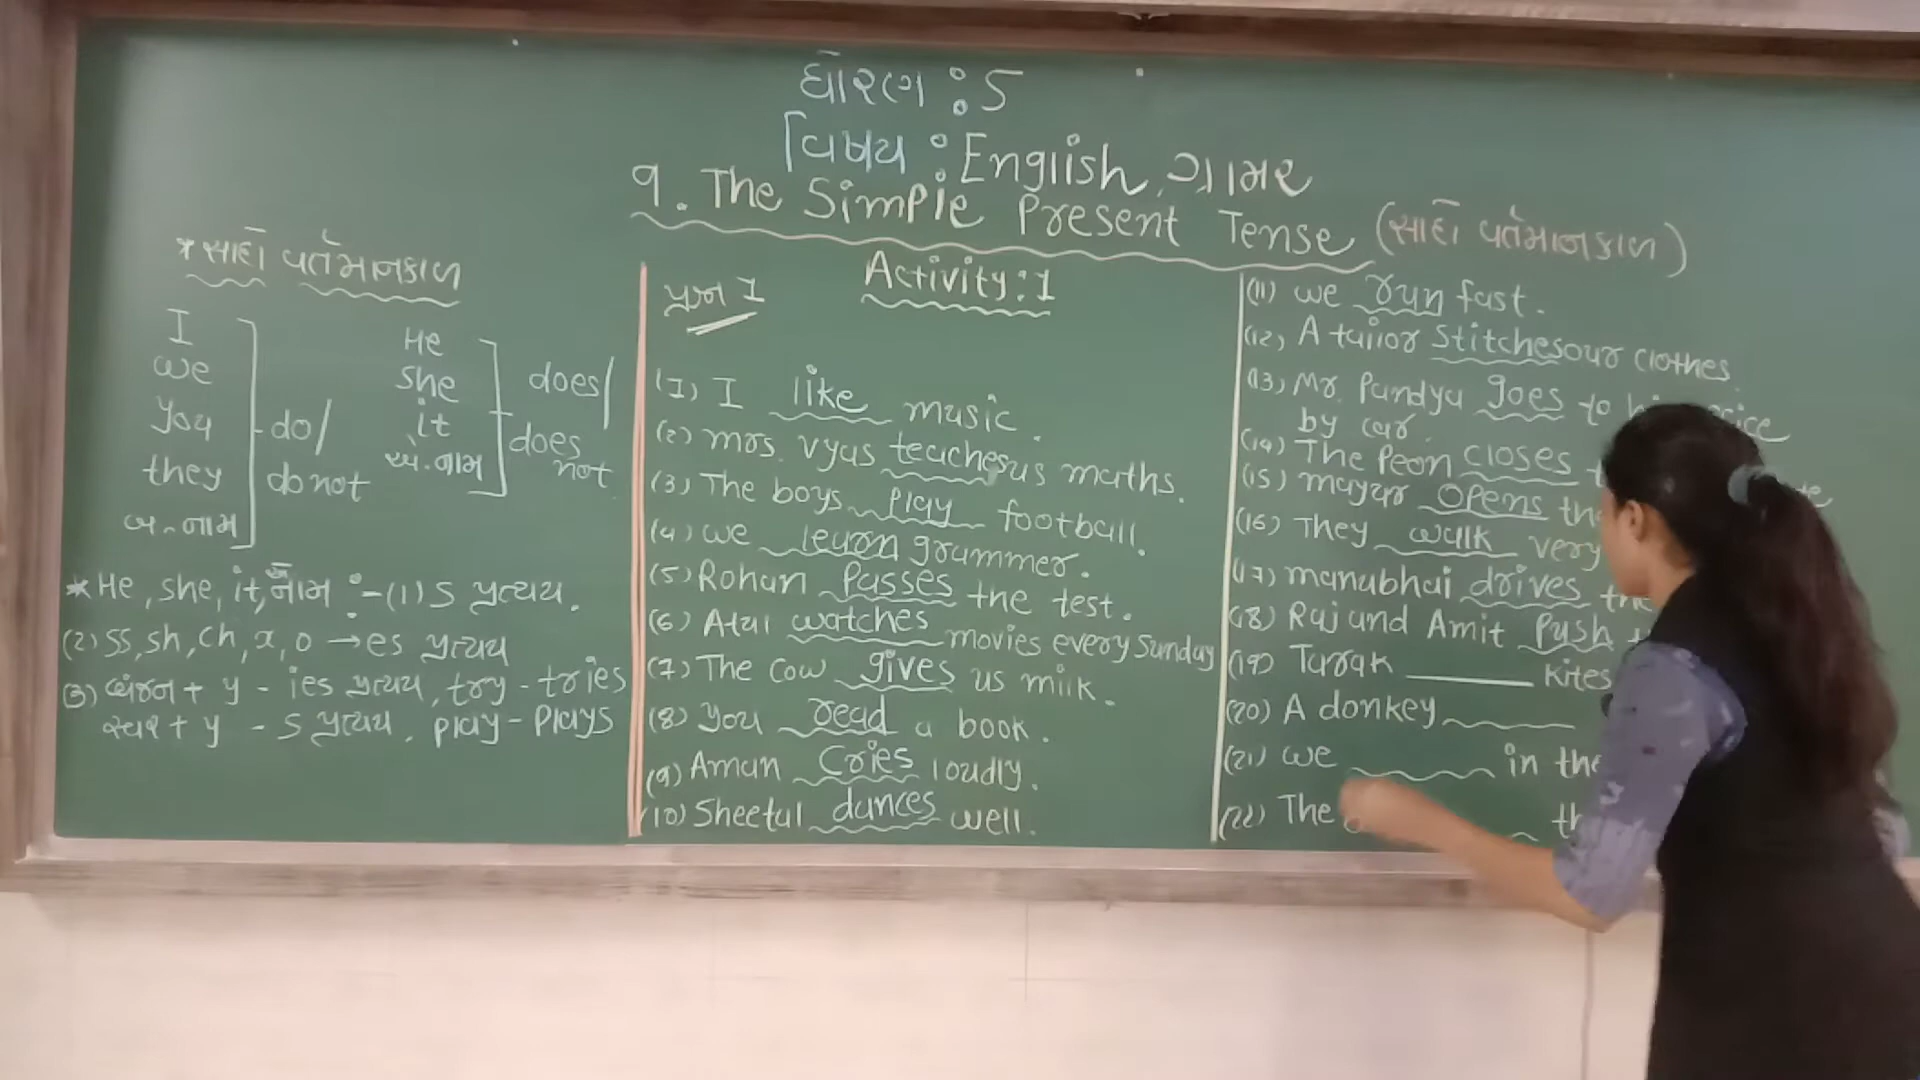 ધોરણ : ડ
વિષય : English, ગ્રામર
૧. The Simple Present Tense (સાદો વર્તમાનકાળ)
* સાદો વર્તમાનકાળ
I
we
you
they
બ.નામ
do/
do not
He
she
it
એ.નામ
does/
does not
* He, she, it, એ.નામ :- (1) s પ્રત્યય.
(2) ss, sh, ch, x, o → es પ્રત્યય
(3) વ્યંજન + y - ies પ્રત્યય, try - tries
સ્વર + y - s પ્રત્યય. play - plays
પ્રશ્ન 1
Activity:1
(1) I like music.
(2) mrs. vyas teaches us maths.
(3) The boys play football.
(4) we learn grammer.
(5) Rohan Passes the test.
(6) Atul watches movies every Sunday
(7) The cow gives us milk.
(8) you read a book.
(9) Aman Cries loudly.
(10) Sheetal dances well.
(11) we run fast.
(12) A tailor stitches our clothes.
(13) Mr. Pandya goes to
by car.
(14) The Peon closes
(15) mayur opens the
(16) They walk very
(17) manubhai drives the
(18) Raj and Amit Push
(19) Tarak ______ kites
(20) A donkey ______
(21) we ______ in the
(22) The